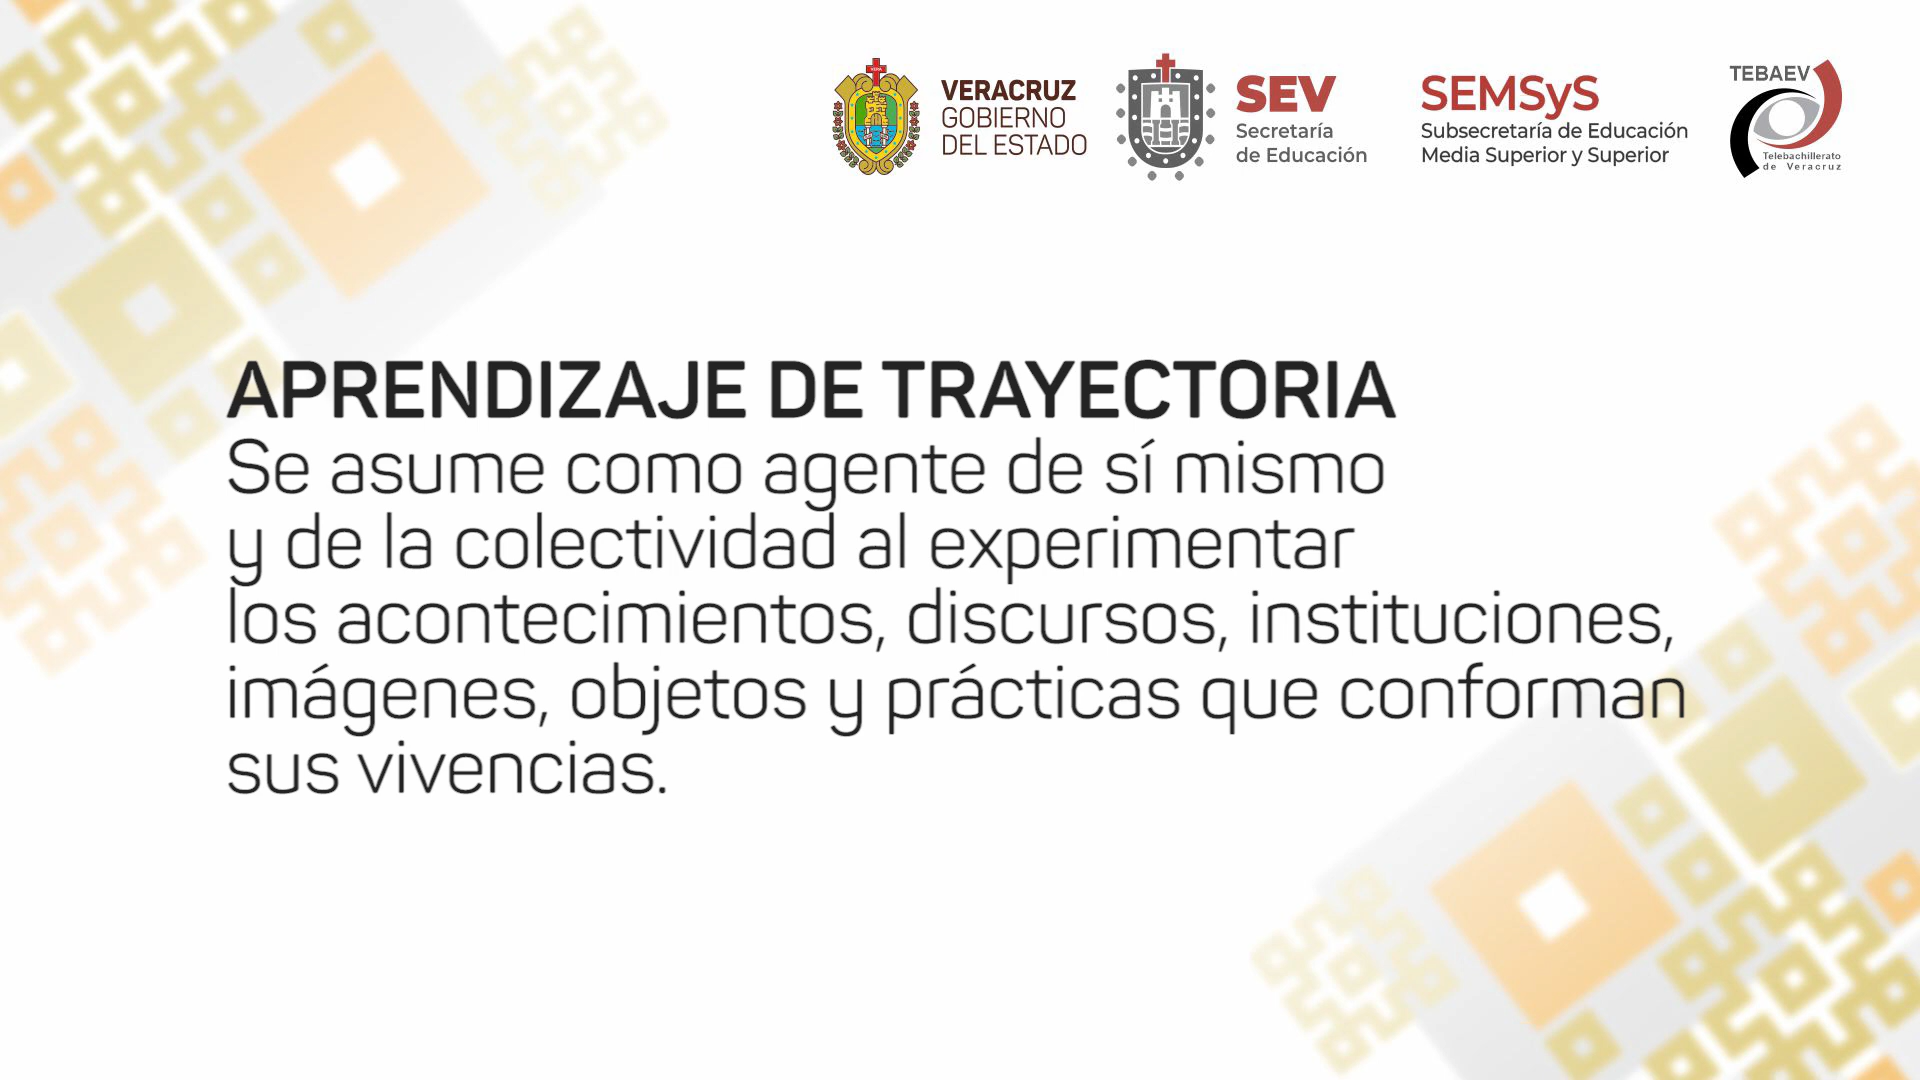 VERACRUZ
GOBIERNO
DEL ESTADO
SEV
Secretaría
de Educación
SEMSyS
Subsecretaría de Educación
Media Superior y Superior
TEBAEV
Telebachillerato
de Veracruz
APRENDIZAJE DE TRAYECTORIA
Se asume como agente de sí mismo
y de la colectividad al experimentar
los acontecimientos, discursos, instituciones,
imágenes, objetos y prácticas que conforman
sus vivencias.